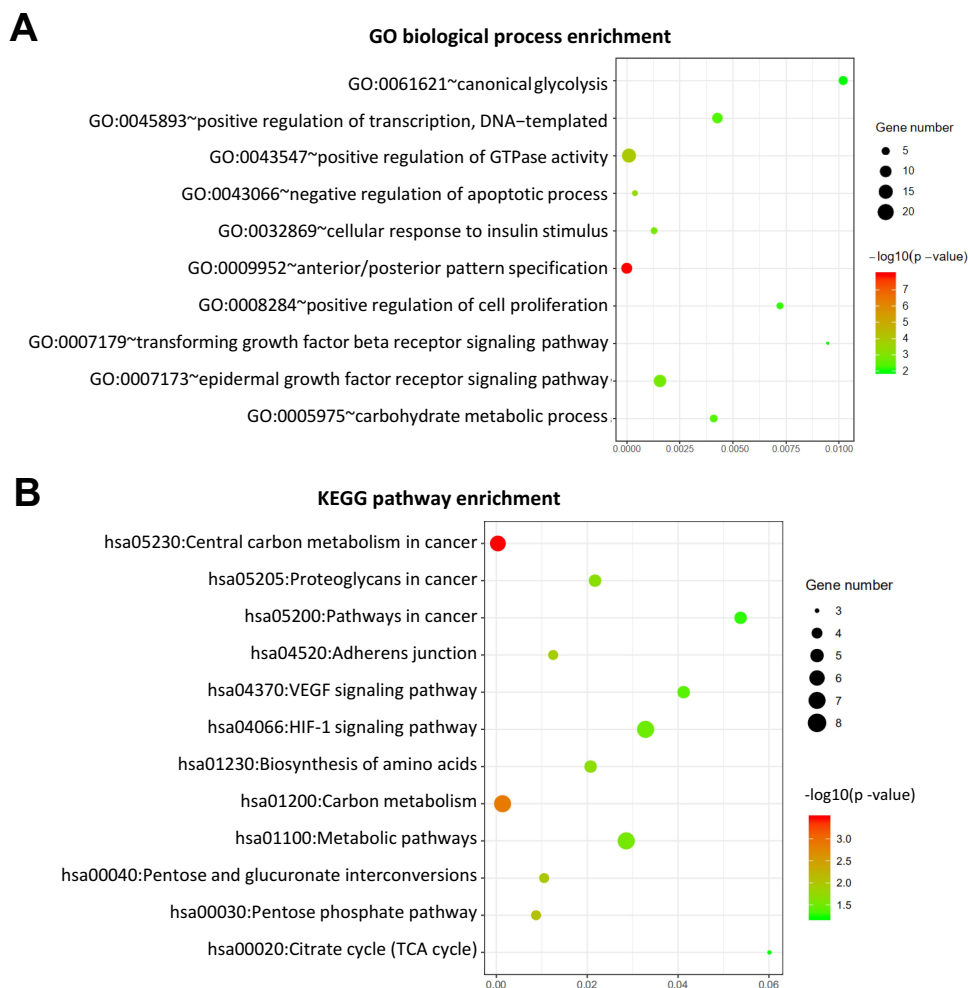 A
GO biological process enrichment
GO:0061621~canonical glycolysis
GO:0045893~positive regulation of transcription, DNA−templated
GO:0043547~positive regulation of GTPase activity
GO:0043066~negative regulation of apoptotic process
GO:0032869~cellular response to insulin stimulus
GO:0009952~anterior/posterior pattern specification
GO:0008284~positive regulation of cell proliferation
GO:0007179~transforming growth factor beta receptor signaling pathway
GO:0007173~epidermal growth factor receptor signaling pathway
GO:0005975~carbohydrate metabolic process
0.0000 0.0025 0.0050 0.0075 0.0100
Gene number
5
10
15
20
−log10(p −value)
7
6
5
4
3
2
B
KEGG pathway enrichment
hsa05230:Central carbon metabolism in cancer
hsa05205:Proteoglycans in cancer
hsa05200:Pathways in cancer
hsa04520:Adherens junction
hsa04370:VEGF signaling pathway
hsa04066:HIF-1 signaling pathway
hsa01230:Biosynthesis of amino acids
hsa01200:Carbon metabolism
hsa01100:Metabolic pathways
hsa00040:Pentose and glucuronate interconversions
hsa00030:Pentose phosphate pathway
hsa00020:Citrate cycle (TCA cycle)
0.00 0.02 0.04 0.06
Gene number
3
4
5
6
7
8
-log10(p -value)
3.0
2.5
2.0
1.5